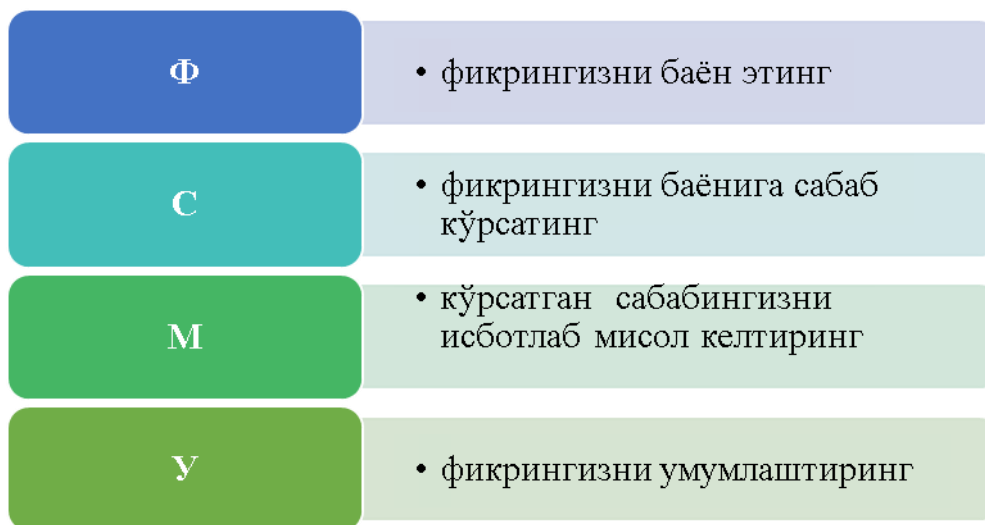 Ф
• фикрингизни баён этинг
С
• фикрингизни баёнига сабаб
кўрсатинг
М
• кўрсатган сабабингизни
исботлаб мисол келтиринг
У
• фикрингизни умумлаштиринг